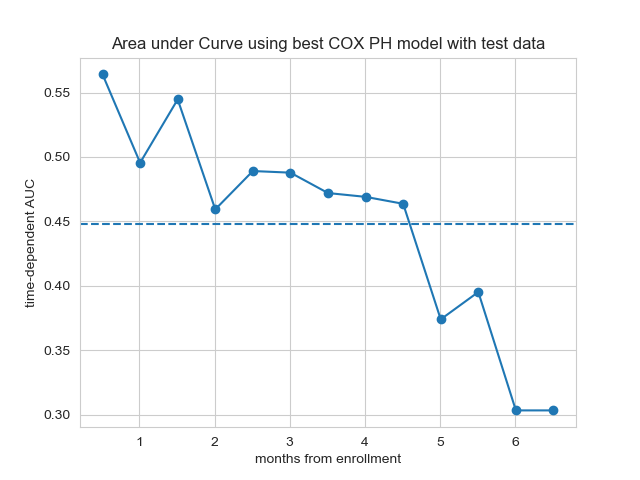 Area under Curve using best COX PH model with test data
time-dependent AUC
0.55
0.50
0.45
0.40
0.35
0.30
1 2 3 4 5 6
months from enrollment